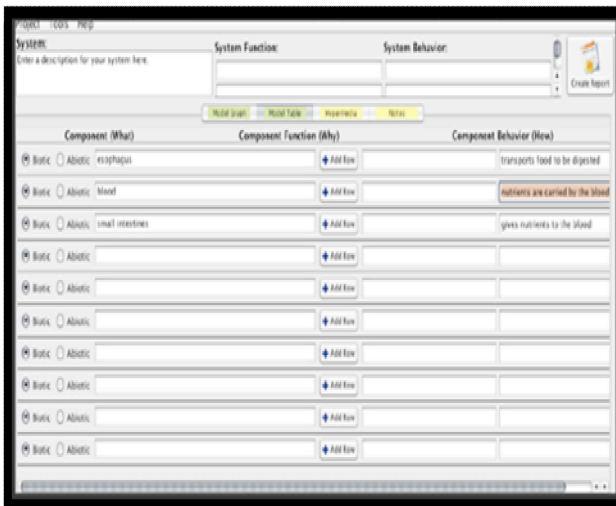 Project Tools Help
System: System Function: System Behavior:
Enter a description for your system here.
Create Report
Model Graph Model Table Hypermedia Notes
Component (What) Component Function (Why) Component Behavior (How)
Biotic Abiotic esophagus Add Row transports food to be digested
Biotic Abiotic blood Add Row nutrients are carried by the blood
Biotic Abiotic small intestines Add Row gives nutrients to the blood
Biotic Abiotic Add Row
Biotic Abiotic Add Row
Biotic Abiotic Add Row
Biotic Abiotic Add Row
Biotic Abiotic Add Row
Biotic Abiotic Add Row
Biotic Abiotic Add Row